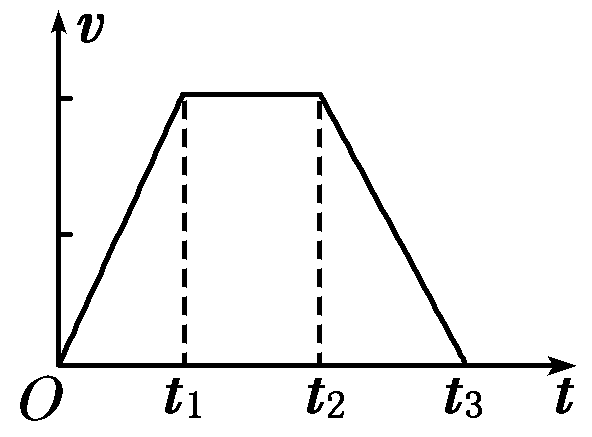 v
O t₁ t₂ t₃ t